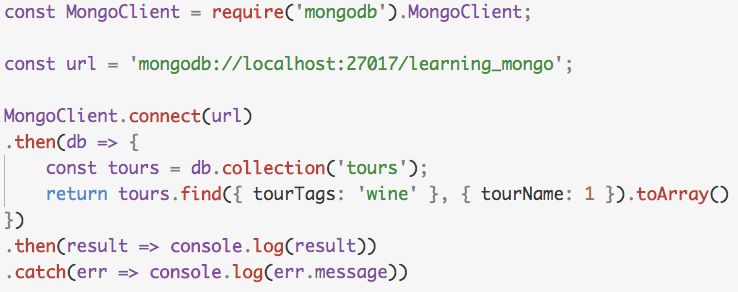 const MongoClient = require('mongodb').MongoClient;
const url = 'mongodb://localhost:27017/learning_mongo';
MongoClient.connect(url)
.then(db => {
    const tours = db.collection('tours');
    return tours.find({ tourTags: 'wine' }, { tourName: 1 }).toArray()
})
.then(result => console.log(result))
.catch(err => console.log(err.message))